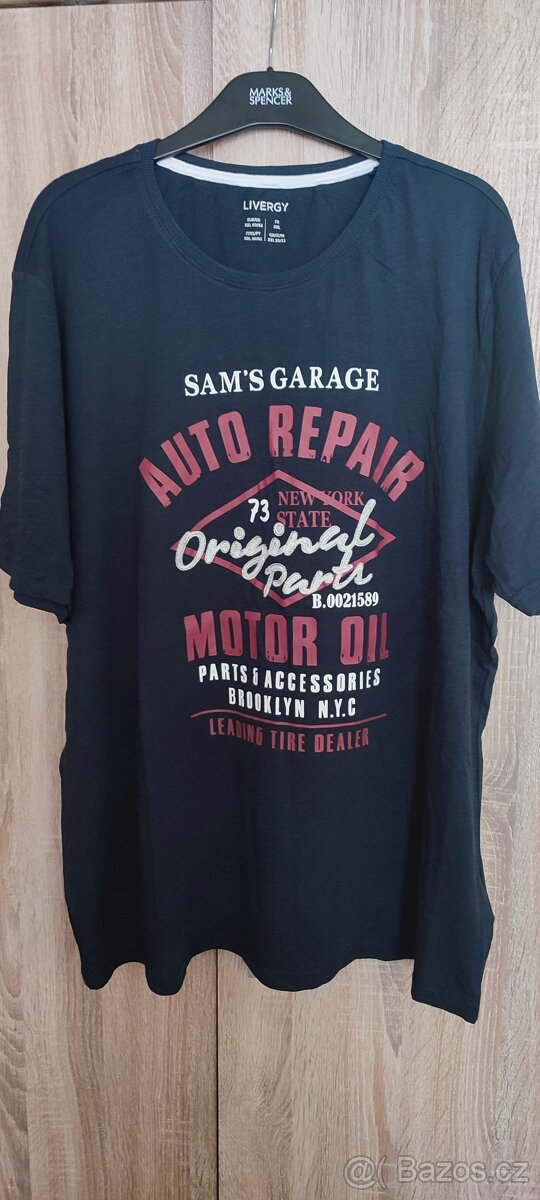 MARKS&
SPENCER
LIVERGY
XXL
SAM'S GARAGE
AUTO REPAIR
73 NEW YORK
STATE
Original
Parts
B.0021589
MOTOR OIL
PARTS & ACCESSORIES
BROOKLYN N.Y.C
LEADING TIRE DEALER
Bazos.cz